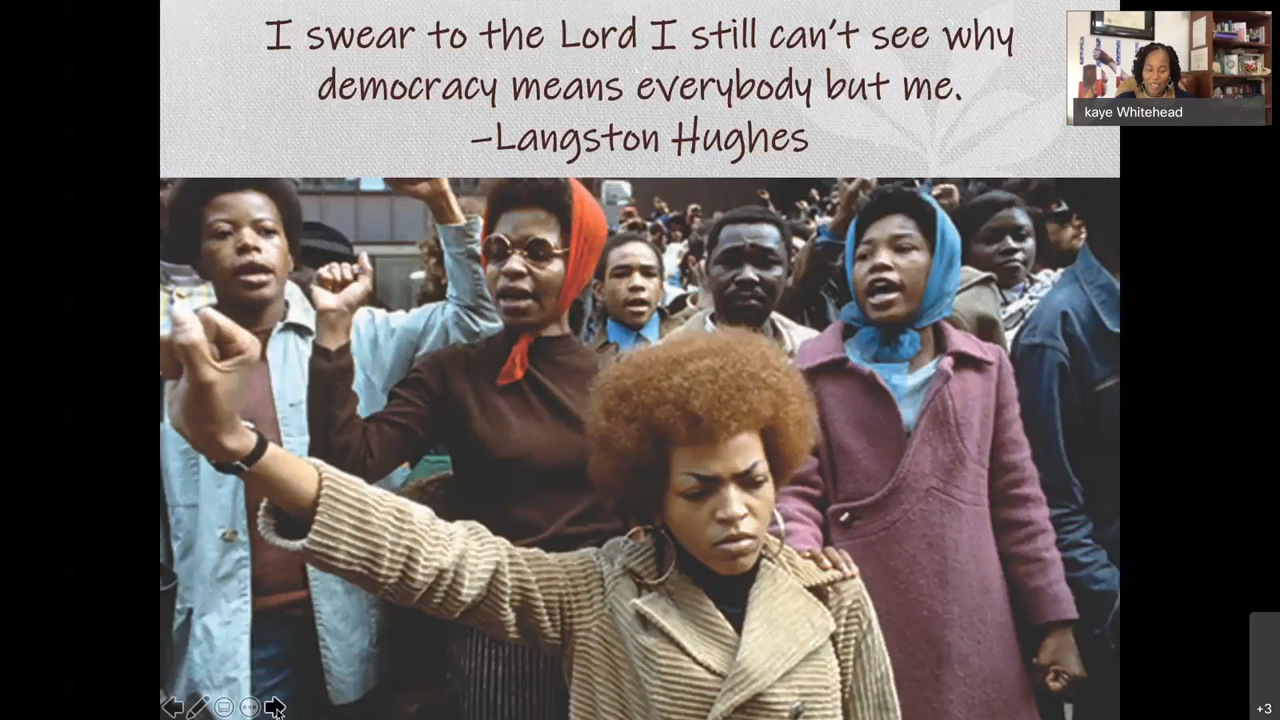 I swear to the Lord I still can't see why
democracy means everybody but me.
–Langston Hughes
kaye Whitehead
+3